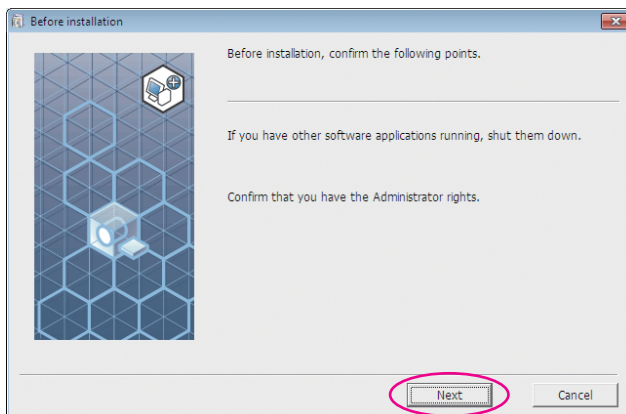 Before installation
Before installation, confirm the following points.
If you have other software applications running, shut them down.
Confirm that you have the Administrator rights.
Next
Cancel